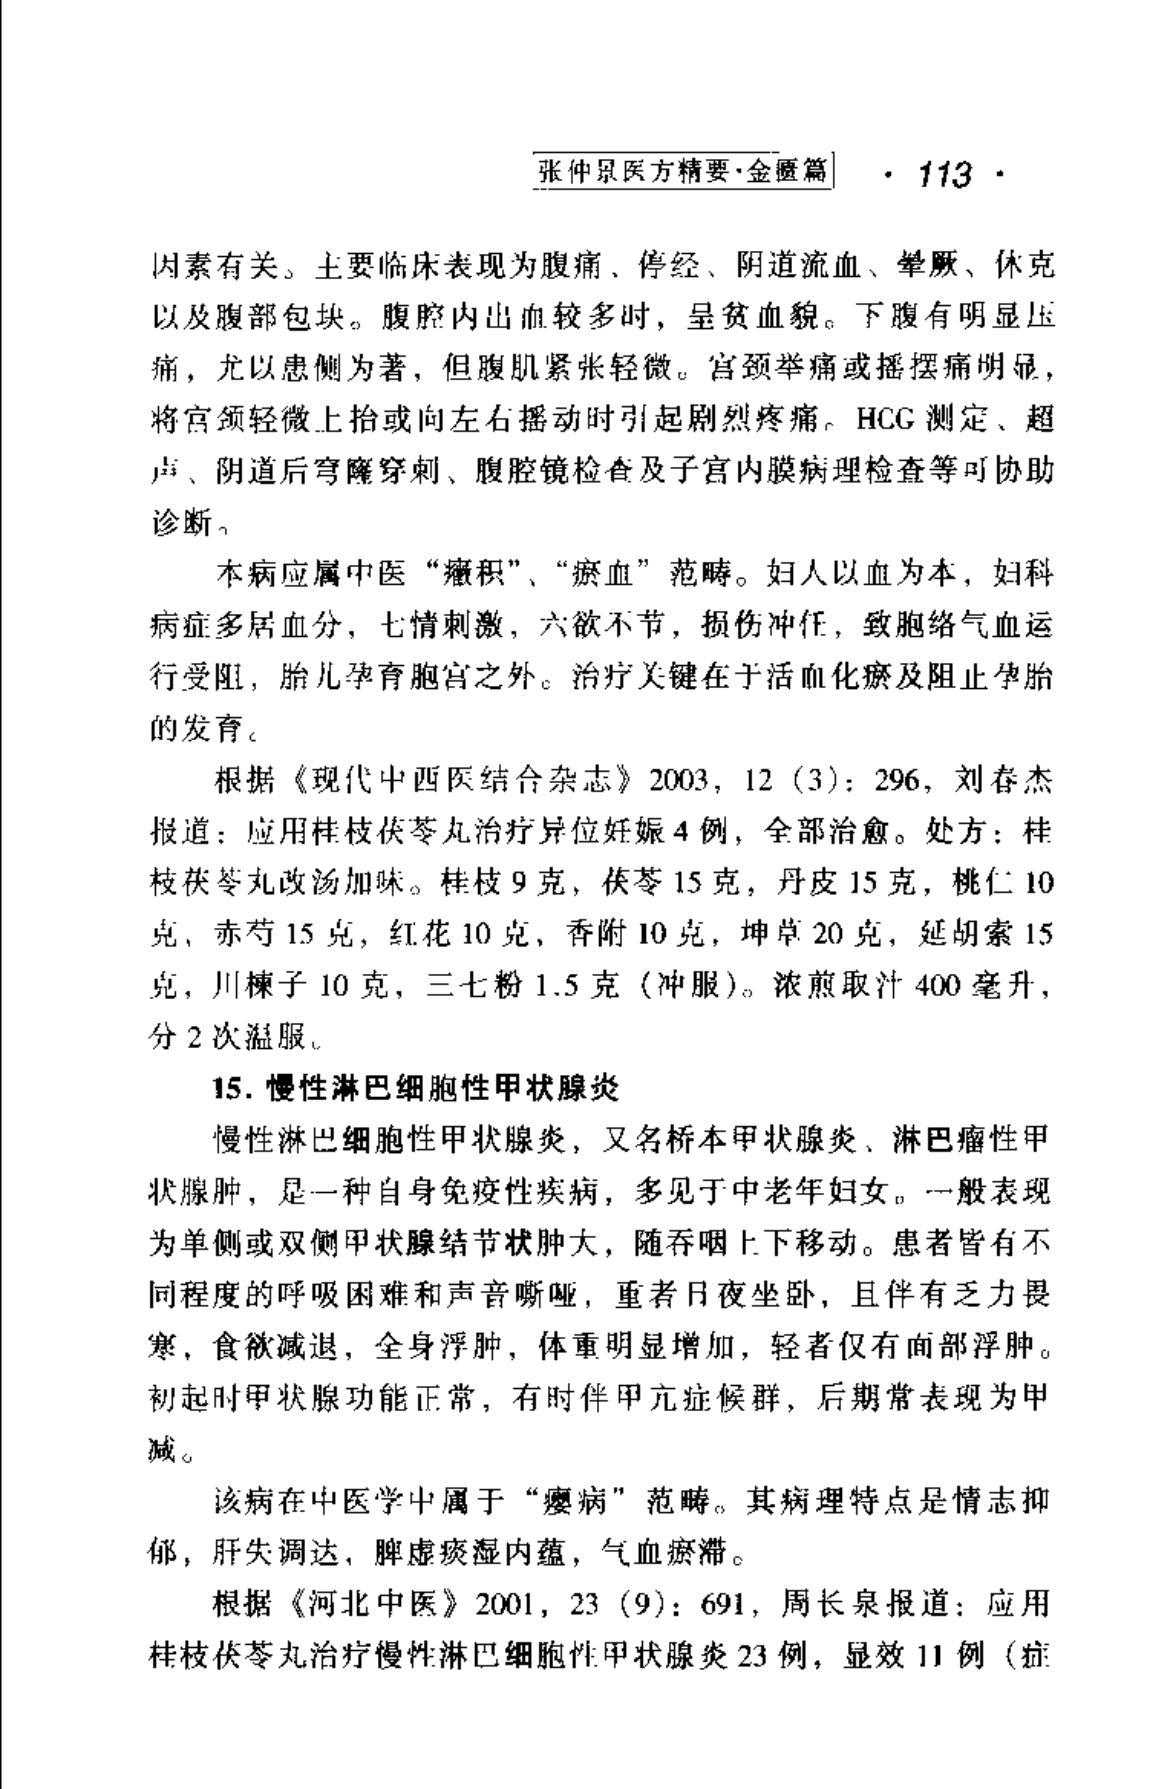 张仲景医方精要·金匮篇 · 113 ·
因素有关。主要临床表现为腹痛、停经、阴道流血、晕厥、休克
以及腹部包块。腹腔内出血较多时，呈贫血貌。下腹有明显压
痛，尤以患侧为著，但腹肌紧张轻微。宫颈举痛或摇摆痛明显，
将宫颈轻微上抬或向左右摇动时引起剧烈疼痛。HCG 测定、超
声、阴道后穹窿穿刺、腹腔镜检查及子宫内膜病理检查等可协助
诊断。
本病应属中医“癥积”、“瘀血”范畴。妇人以血为本，妇科
病症多居血分，七情刺激，六欲不节，损伤冲任，致胞络气血运
行受阻，胎儿孕育胞宫之外。治疗关键在于活血化瘀及阻止孕胎
的发育。
根据《现代中西医结合杂志》2003，12（3）：296，刘春杰
报道：应用桂枝茯苓丸治疗异位妊娠 4 例，全部治愈。处方：桂
枝茯苓丸改汤加味。桂枝 9 克，茯苓 15 克，丹皮 15 克，桃仁 10
克，赤芍 15 克，红花 10 克，香附 10 克，坤草 20 克，延胡索 15
克，川楝子 10 克，三七粉 1.5 克（冲服）。浓煎取汁 400 毫升，
分 2 次温服。
15. 慢性淋巴细胞性甲状腺炎
慢性淋巴细胞性甲状腺炎，又名桥本甲状腺炎、淋巴瘤性甲
状腺肿，是一种自身免疫性疾病，多见于中老年妇女。一般表现
为单侧或双侧甲状腺结节状肿大，随吞咽上下移动。患者皆有不
同程度的呼吸困难和声音嘶哑，重者日夜坐卧，且伴有乏力畏
寒，食欲减退，全身浮肿，体重明显增加，轻者仅有面部浮肿。
初起时甲状腺功能正常，有时伴甲亢症候群，后期常表现为甲
减。
该病在中医学中属于“瘿病”范畴。其病理特点是情志抑
郁，肝失调达，脾虚痰湿内蕴，气血瘀滞。
根据《河北中医》2001，23（9）：691，周长泉报道：应用
桂枝茯苓丸治疗慢性淋巴细胞性甲状腺炎 23 例，显效 11 例（症